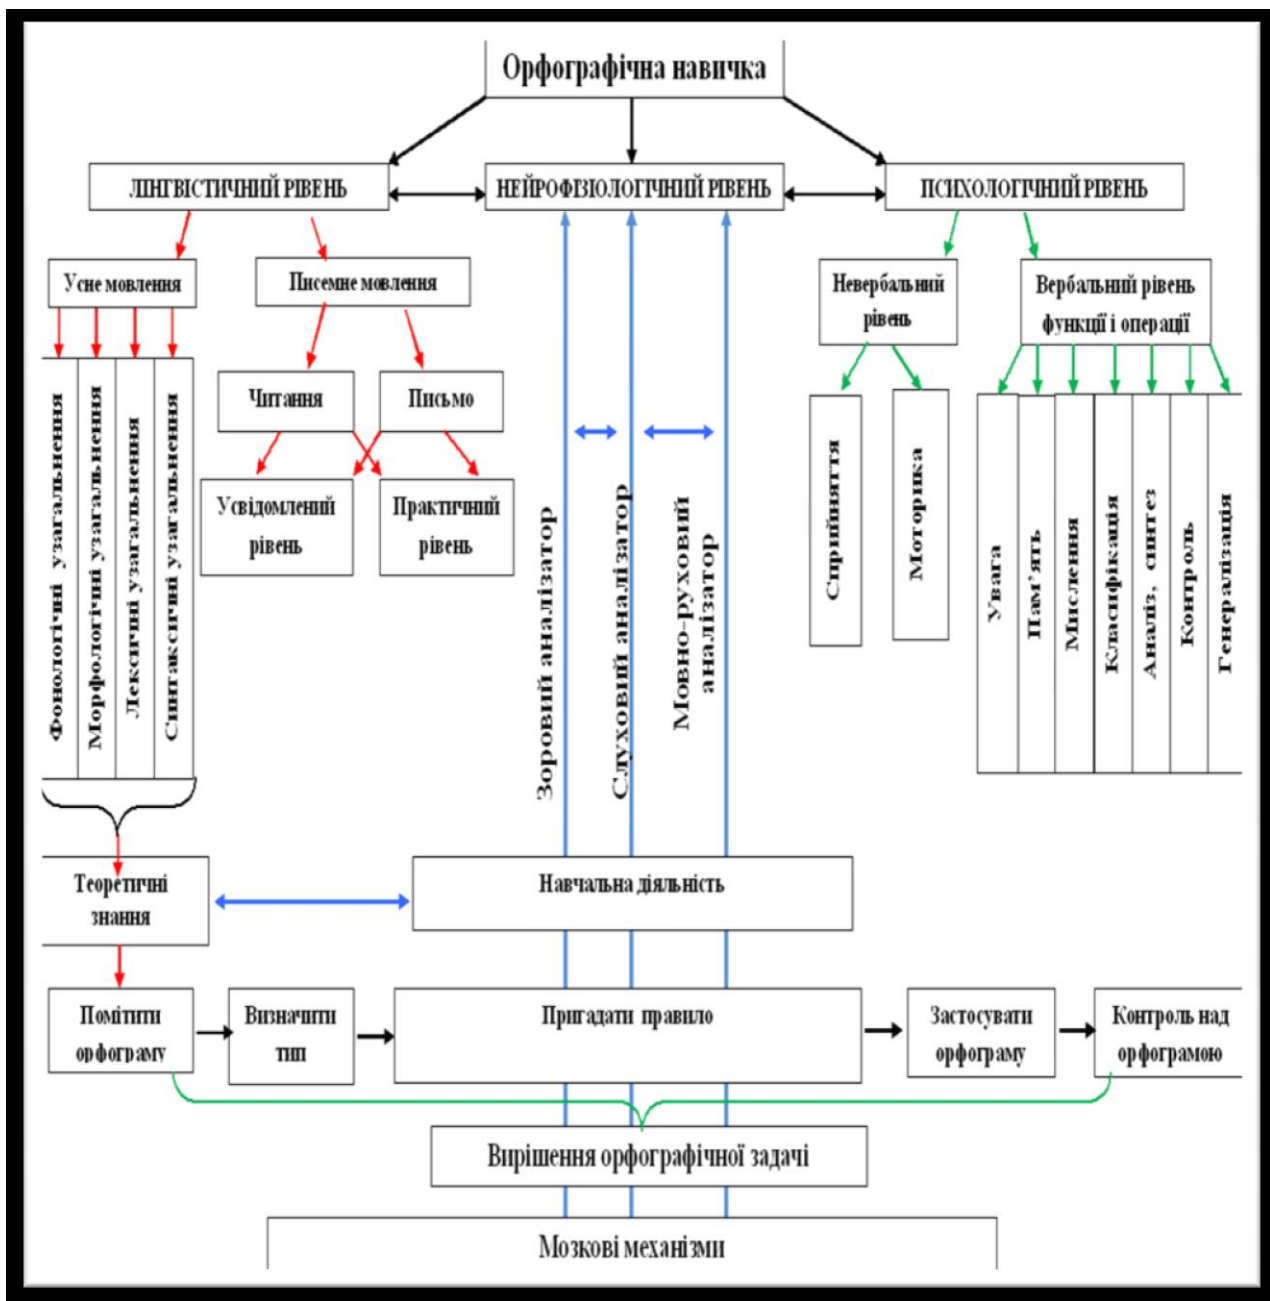 Орфографічна навичка
ЛІНГВІСТИЧНИЙ РІВЕНЬ
НЕЙРОФІЗІОЛОГІЧНИЙ РІВЕНЬ
ПСИХОЛОГІЧНИЙ РІВЕНЬ
Усне мовлення
Писемне мовлення
Невербальний
рівень
Вербальний рівень
функції і операції
Читання
Письмо
Усвідомлений
рівень
Практичний
рівень
Фонологічні узагальнення
Морфологічні узагальнення
Лексичні узагальнення
Синтаксичні узагальнення
Зоровий аналізатор
Слуховий аналізатор
Мовно-руховий
аналізатор
Сприйняття
Моторика
Увага
Пам’ять
Мислення
Класифікація
Аналіз, синтез
Контроль
Генералізація
Теоретичні
знання
Навчальна діяльність
Помітити
орфограму
Визначити
тип
Пригадати правило
Застосувати
орфограму
Контроль над
орфограмою
Вирішення орфографічної задачі
Мозкові механізми